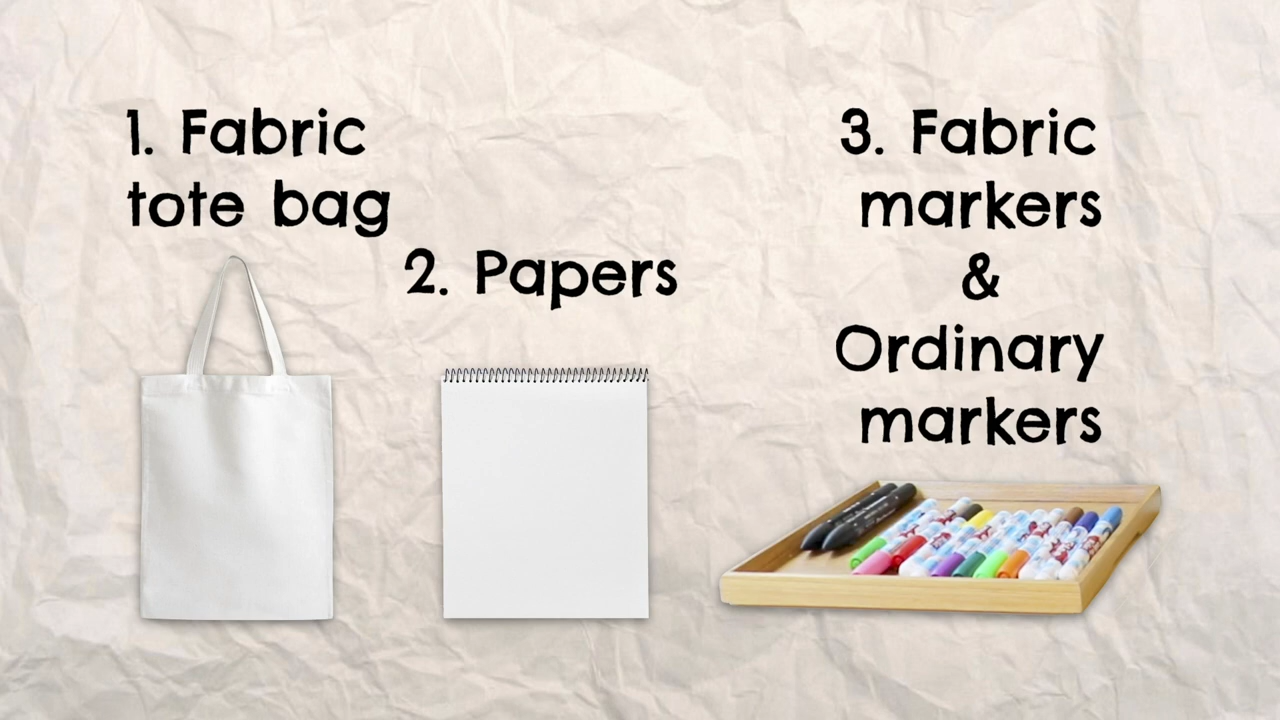 1. Fabric
tote bag
2. Papers
3. Fabric
markers
&
Ordinary
markers